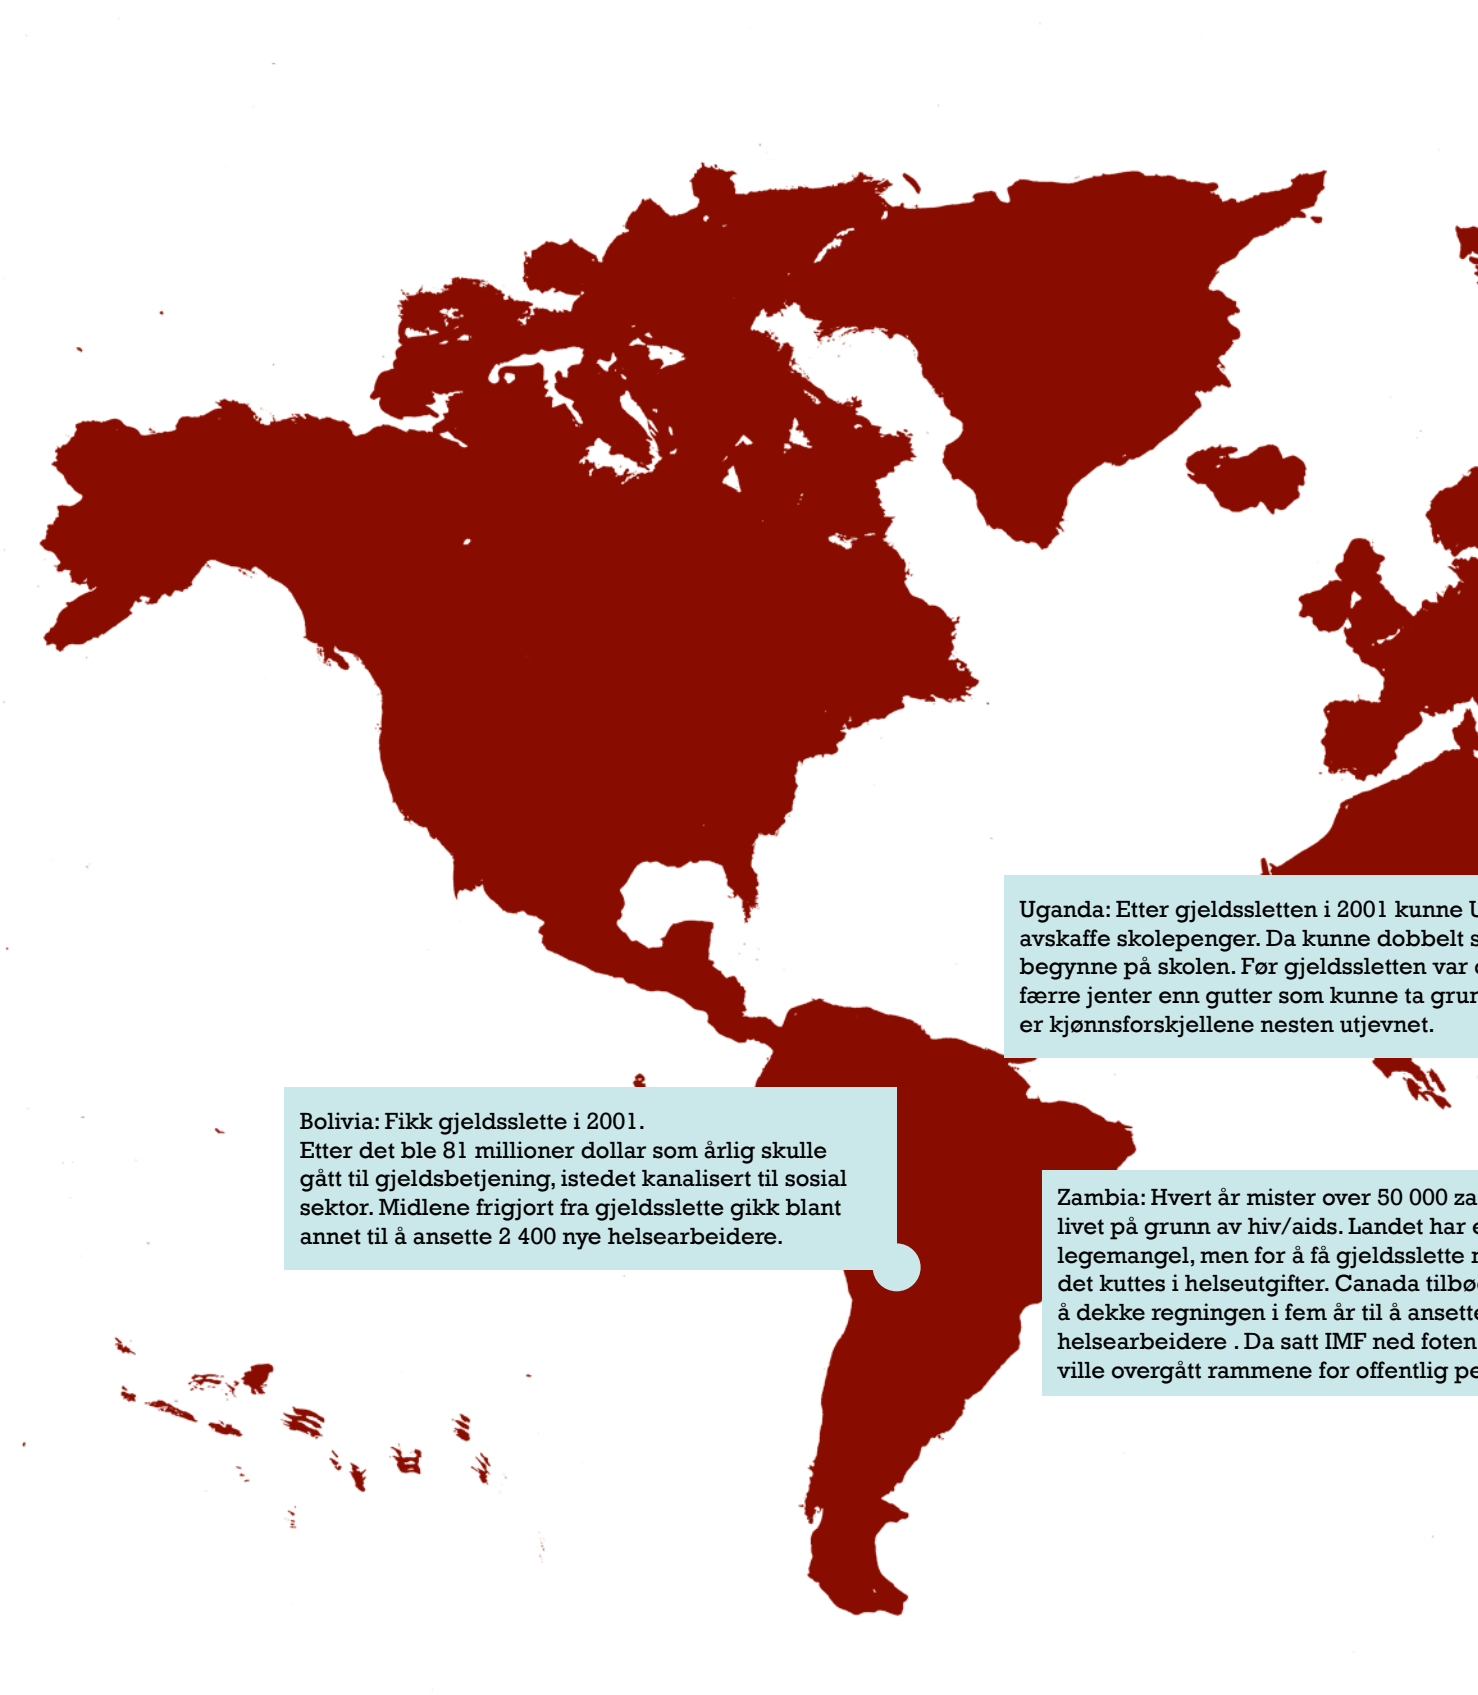 Uganda: Etter gjeldssletten i 2001 kunne
avskaffe skolepenger. Da kunne dobbelt
begynne på skolen. Før gjeldssletten var
færre jenter enn gutter som kunne ta
er kjønnsforskjellene nesten utjevnet.
Bolivia: Fikk gjeldsslette i 2001.
Etter det ble 81 millioner dollar som årlig skulle
gått til gjeldsbetjening, istedet kanalisert til sosial
sektor. Midlene frigjort fra gjeldsslette gikk blant
annet til å ansette 2 400 nye helsearbeidere.
Zambia: Hvert år mister over 50 000
livet på grunn av hiv/aids. Landet har
legemangel, men for å få gjeldsslette
det kuttes i helseutgifter. Canada
å dekke regningen i fem år til å
helsearbeidere . Da satt IMF ned foten
ville overgått rammene for offentlig